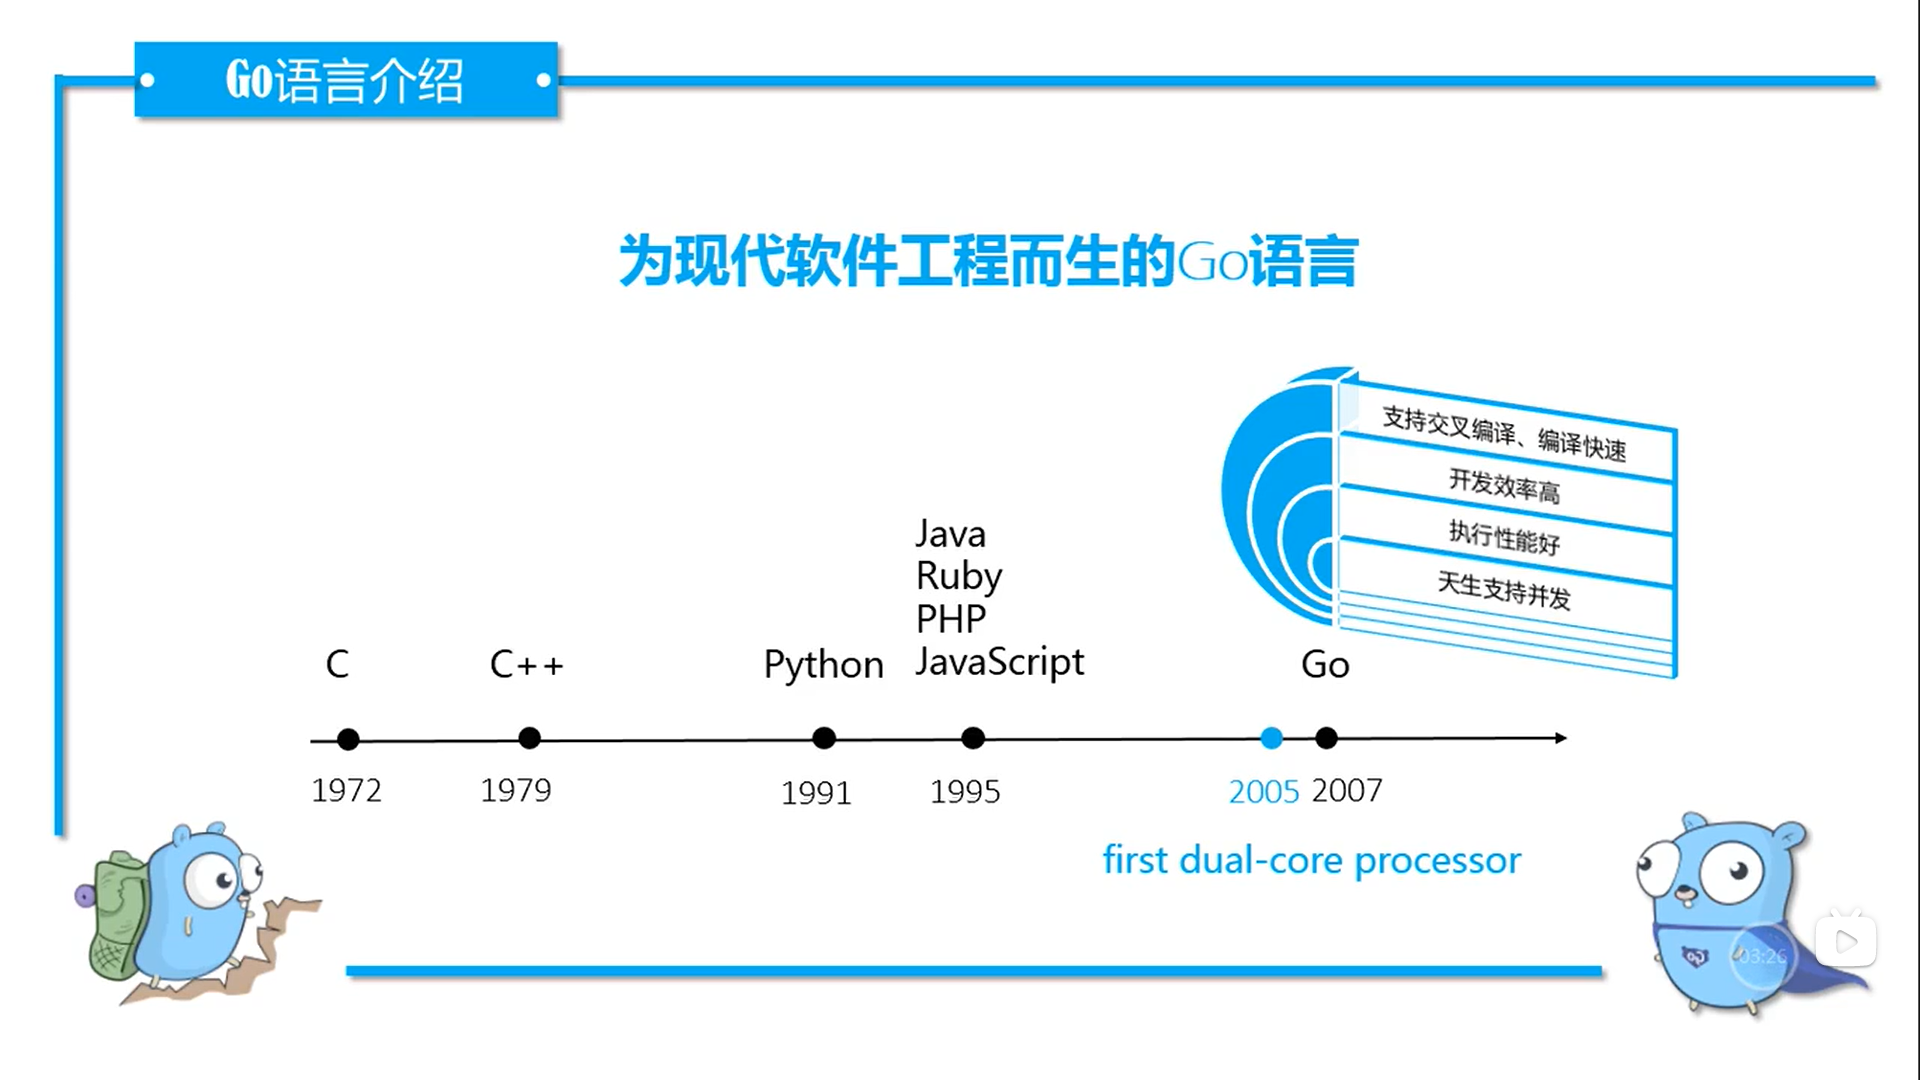 Go语言介绍
为现代软件工程而生的Go语言
支持交叉编译、编译快速
开发效率高
执行性能好
天生支持并发
Java
Ruby
PHP
C C++ Python JavaScript Go
1972 1979 1991 1995 2005 2007
first dual-core processor
03:26